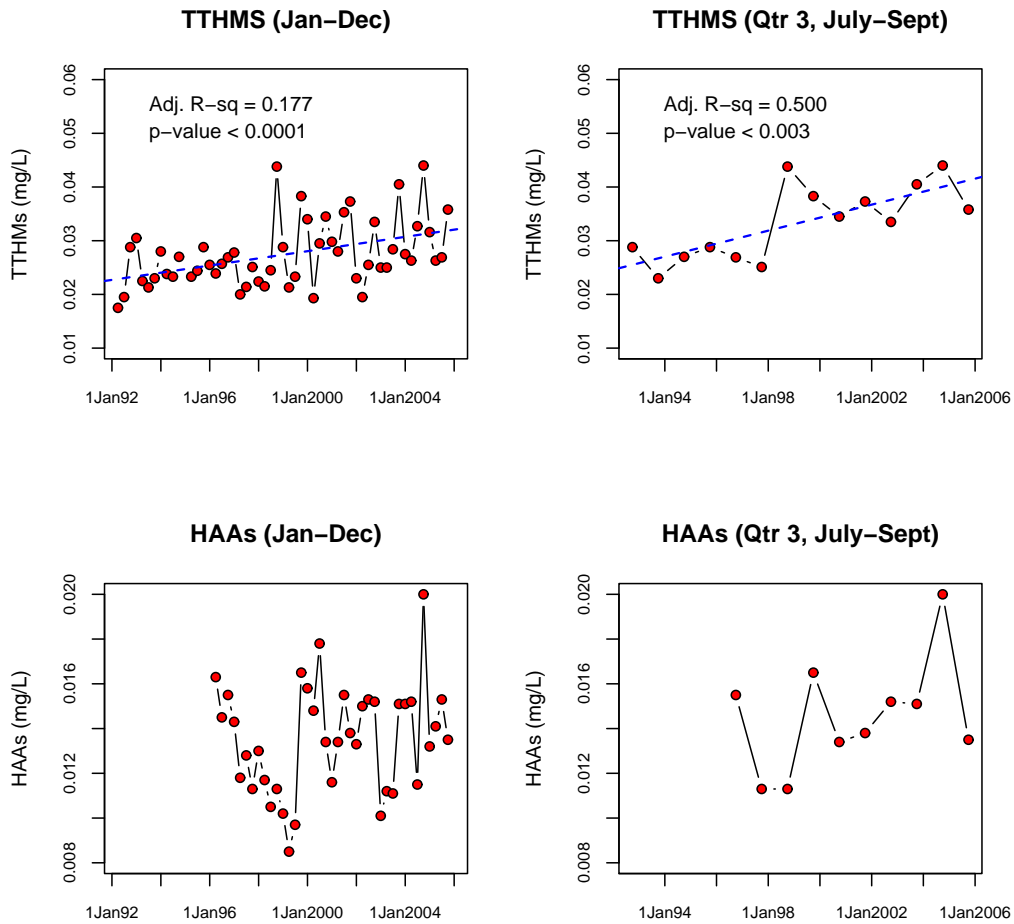 TTHMS (Jan−Dec)
TTHMs (mg/L)
0.06
0.05
0.04
0.03
0.02
0.01
Adj. R−sq = 0.177
p−value < 0.0001
1Jan92 1Jan96 1Jan2000 1Jan2004
TTHMS (Qtr 3, July−Sept)
TTHMs (mg/L)
0.06
0.05
0.04
0.03
0.02
0.01
Adj. R−sq = 0.500
p−value < 0.003
1Jan94 1Jan98 1Jan2002 1Jan2006
HAAs (Jan−Dec)
HAAs (mg/L)
0.020
0.016
0.012
0.008
1Jan92 1Jan96 1Jan2000 1Jan2004
HAAs (Qtr 3, July−Sept)
HAAs (mg/L)
0.020
0.016
0.012
0.008
1Jan94 1Jan98 1Jan2002 1Jan2006